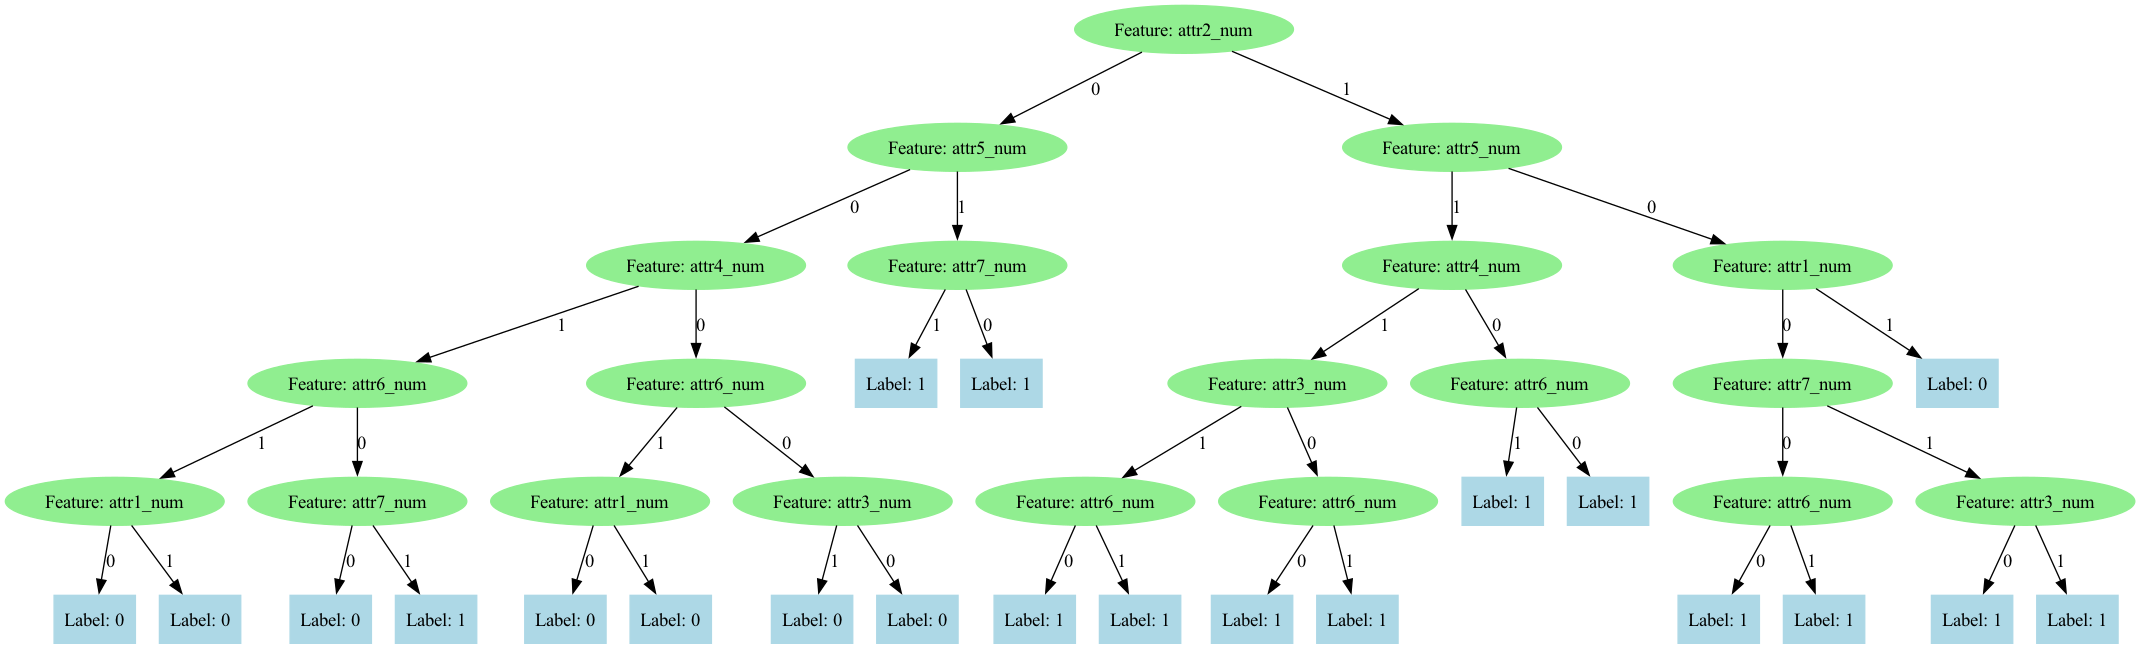 Feature: attr2_num
0
1
Feature: attr5_num
Feature: attr5_num
0
1
1
0
Feature: attr4_num
Feature: attr7_num
Feature: attr4_num
Feature: attr1_num
1
0
1
0
1
0
0
1
Feature: attr6_num
Feature: attr6_num
Label: 1
Label: 1
Feature: attr3_num
Feature: attr6_num
Feature: attr7_num
Label: 0
1
0
1
0
1
0
1
0
0
1
Feature: attr1_num
Feature: attr7_num
Feature: attr1_num
Feature: attr3_num
Feature: attr6_num
Feature: attr6_num
Label: 1
Label: 1
Feature: attr6_num
Feature: attr3_num
0
1
0
1
0
1
1
0
0
1
0
1
0
1
0
1
Label: 0
Label: 0
Label: 0
Label: 1
Label: 0
Label: 0
Label: 0
Label: 0
Label: 1
Label: 1
Label: 1
Label: 1
Label: 1
Label: 1
Label: 1
Label: 1